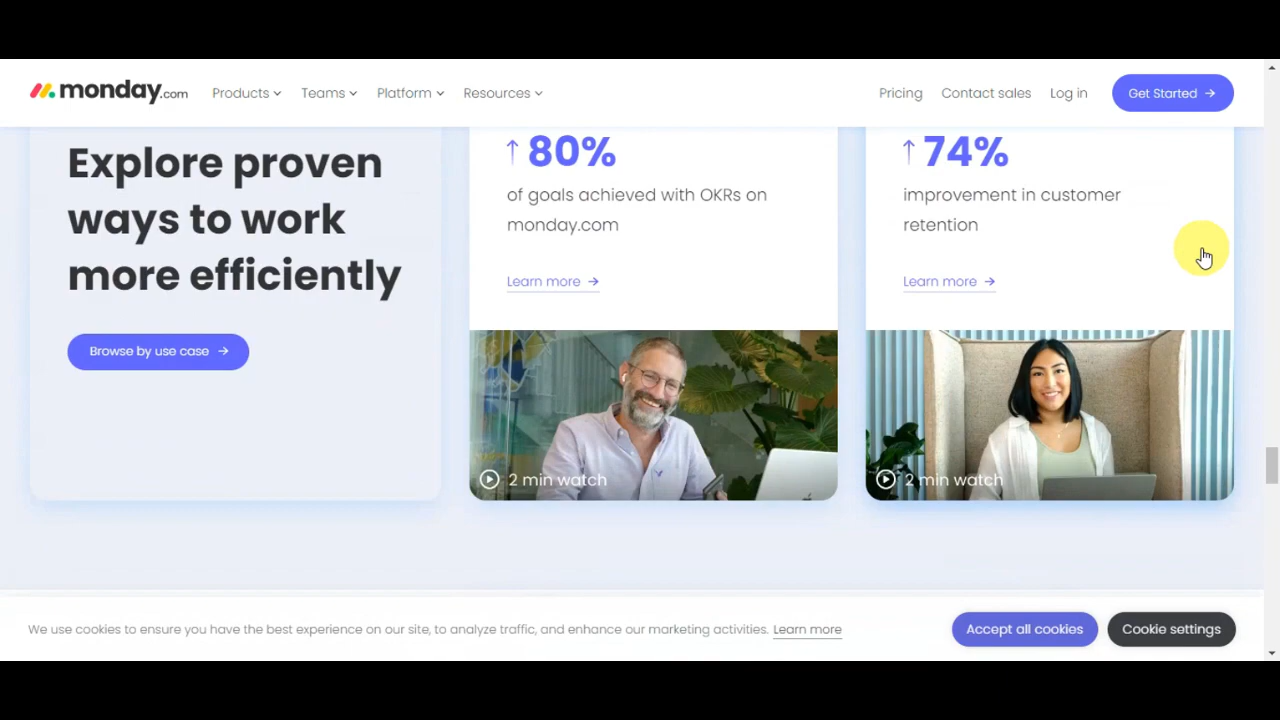 monday.com
Products
Teams
Platform
Resources
Pricing
Contact sales
Log in
Get Started →
Explore proven
ways to work
more efficiently
Browse by use case →
↑ 80%
of goals achieved with OKRs on
monday.com
Learn more →
2 min watch
↑ 74%
improvement in customer
retention
Learn more →
2 min watch
We use cookies to ensure you have the best experience on our site, to analyze traffic, and enhance our marketing activities. Learn more
Accept all cookies
Cookie settings